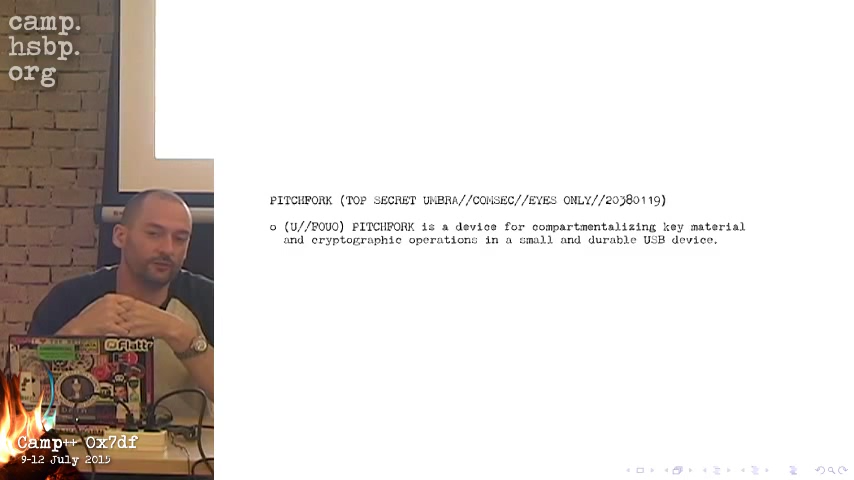 camp.
hsbp.
org
PITCHFORK (TOP SECRET UMBRA//COMSEC//EYES ONLY//20380119)
o (U//FOUO) PITCHFORK is a device for compartmentalizing key material
and cryptographic operations in a small and durable USB device.
Flattr
Camp++ 0x7df
9-12 July 2015